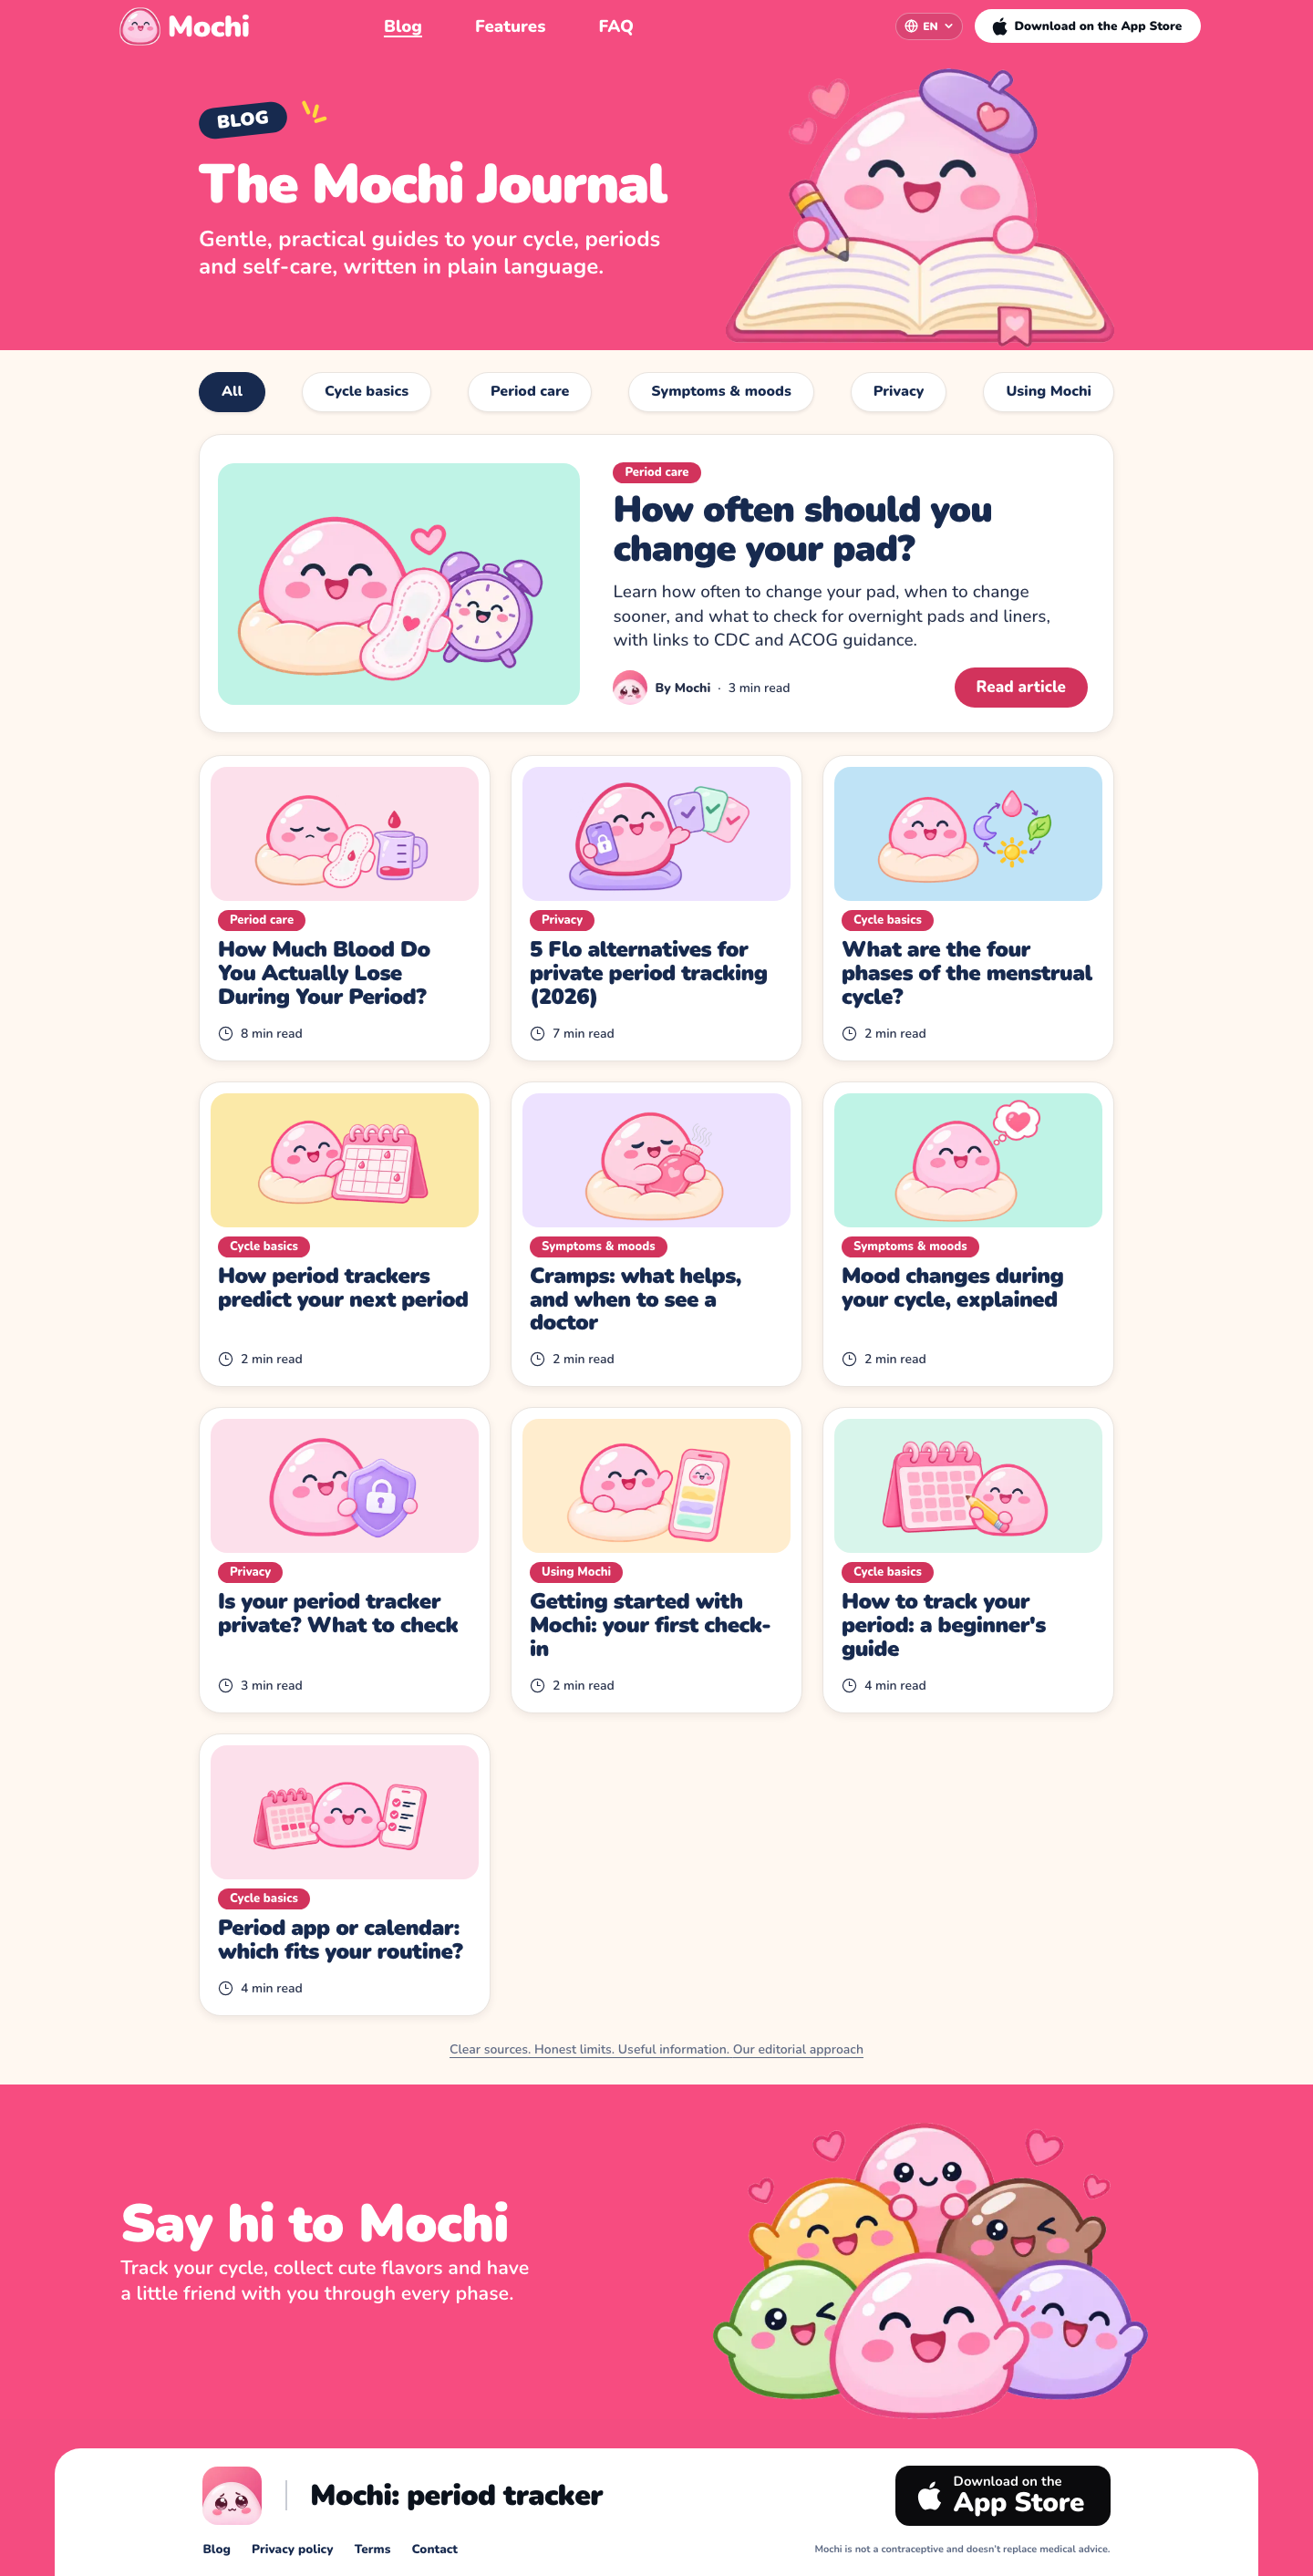 Mochi
Blog
Features
FAQ
EN
Download on the App Store
BLOG
The Mochi Journal
Gentle, practical guides to your cycle, periods
and self-care, written in plain language.
All
Cycle basics
Period care
Symptoms & moods
Privacy
Using Mochi
Period care
How often should you
change your pad?
Learn how often to change your pad, when to change
sooner, and what to check for overnight pads and liners,
with links to CDC and ACOG guidance.
By Mochi · 3 min read
Read article
Period care
How Much Blood Do
You Actually Lose
During Your Period?
8 min read
Privacy
5 Flo alternatives for
private period tracking
(2026)
7 min read
Cycle basics
What are the four
phases of the menstrual
cycle?
2 min read
Cycle basics
How period trackers
predict your next period
2 min read
Symptoms & moods
Cramps: what helps,
and when to see a
doctor
2 min read
Symptoms & moods
Mood changes during
your cycle, explained
2 min read
Privacy
Is your period tracker
private? What to check
3 min read
Using Mochi
Getting started with
Mochi: your first check-
in
2 min read
Cycle basics
How to track your
period: a beginner's
guide
4 min read
Cycle basics
Period app or calendar:
which fits your routine?
4 min read
Clear sources. Honest limits. Useful information. Our editorial approach
Say hi to Mochi
Track your cycle, collect cute flavors and have
a little friend with you through every phase.
Mochi: period tracker
Download on the
App Store
Blog
Privacy policy
Terms
Contact
Mochi is not a contraceptive and doesn't replace medical advice.